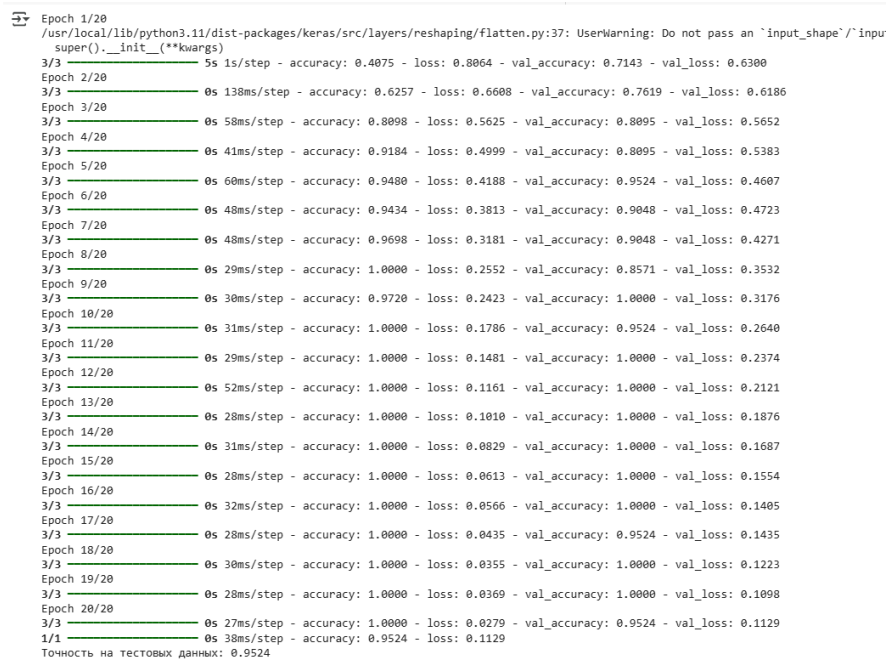 Epoch 1/20
/usr/local/lib/python3.11/dist-packages/keras/src/layers/reshaping/flatten.py:37: UserWarning: Do not pass an `input_shape`/`input
super().__init__(**kwargs)
3/3 5s 1s/step - accuracy: 0.4075 - loss: 0.8064 - val_accuracy: 0.7143 - val_loss: 0.6300
Epoch 2/20
3/3 0s 138ms/step - accuracy: 0.6257 - loss: 0.6608 - val_accuracy: 0.7619 - val_loss: 0.6186
Epoch 3/20
3/3 0s 58ms/step - accuracy: 0.8098 - loss: 0.5625 - val_accuracy: 0.8095 - val_loss: 0.5652
Epoch 4/20
3/3 0s 41ms/step - accuracy: 0.9184 - loss: 0.4999 - val_accuracy: 0.8095 - val_loss: 0.5383
Epoch 5/20
3/3 0s 60ms/step - accuracy: 0.9480 - loss: 0.4188 - val_accuracy: 0.9524 - val_loss: 0.4607
Epoch 6/20
3/3 0s 48ms/step - accuracy: 0.9434 - loss: 0.3813 - val_accuracy: 0.9048 - val_loss: 0.4723
Epoch 7/20
3/3 0s 48ms/step - accuracy: 0.9698 - loss: 0.3181 - val_accuracy: 0.9048 - val_loss: 0.4271
Epoch 8/20
3/3 0s 29ms/step - accuracy: 1.0000 - loss: 0.2552 - val_accuracy: 0.8571 - val_loss: 0.3532
Epoch 9/20
3/3 0s 30ms/step - accuracy: 0.9720 - loss: 0.2423 - val_accuracy: 1.0000 - val_loss: 0.3176
Epoch 10/20
3/3 0s 31ms/step - accuracy: 1.0000 - loss: 0.1786 - val_accuracy: 0.9524 - val_loss: 0.2640
Epoch 11/20
3/3 0s 29ms/step - accuracy: 1.0000 - loss: 0.1481 - val_accuracy: 1.0000 - val_loss: 0.2374
Epoch 12/20
3/3 0s 52ms/step - accuracy: 1.0000 - loss: 0.1161 - val_accuracy: 1.0000 - val_loss: 0.2121
Epoch 13/20
3/3 0s 28ms/step - accuracy: 1.0000 - loss: 0.1010 - val_accuracy: 1.0000 - val_loss: 0.1876
Epoch 14/20
3/3 0s 31ms/step - accuracy: 1.0000 - loss: 0.0829 - val_accuracy: 1.0000 - val_loss: 0.1687
Epoch 15/20
3/3 0s 28ms/step - accuracy: 1.0000 - loss: 0.0613 - val_accuracy: 1.0000 - val_loss: 0.1554
Epoch 16/20
3/3 0s 32ms/step - accuracy: 1.0000 - loss: 0.0566 - val_accuracy: 1.0000 - val_loss: 0.1405
Epoch 17/20
3/3 0s 28ms/step - accuracy: 1.0000 - loss: 0.0435 - val_accuracy: 0.9524 - val_loss: 0.1435
Epoch 18/20
3/3 0s 30ms/step - accuracy: 1.0000 - loss: 0.0355 - val_accuracy: 1.0000 - val_loss: 0.1223
Epoch 19/20
3/3 0s 28ms/step - accuracy: 1.0000 - loss: 0.0369 - val_accuracy: 1.0000 - val_loss: 0.1098
Epoch 20/20
3/3 0s 27ms/step - accuracy: 1.0000 - loss: 0.0279 - val_accuracy: 0.9524 - val_loss: 0.1129
1/1 0s 38ms/step - accuracy: 0.9524 - loss: 0.1129
Точность на тестовых данных: 0.9524